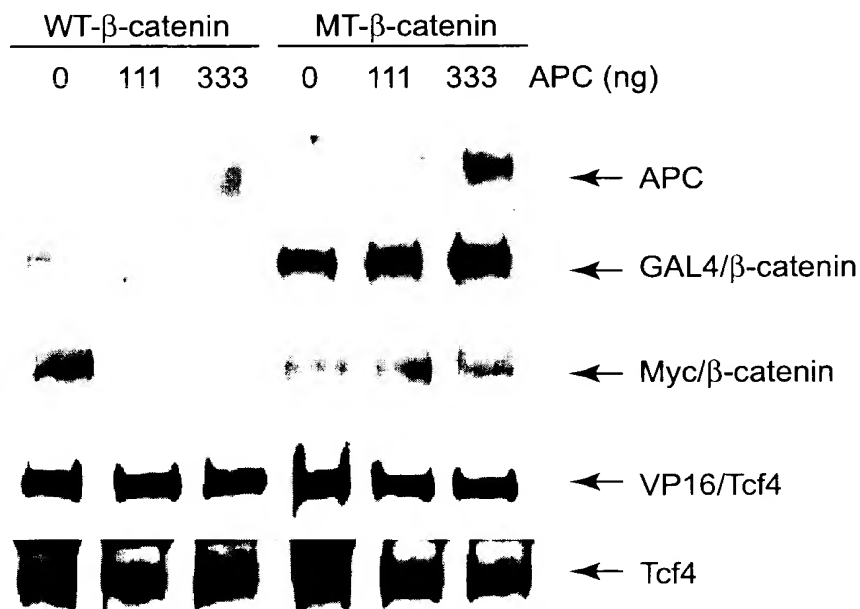 WT-β-catenin MT-β-catenin
0 111 333 0 111 333 APC (ng)
APC
GAL4/β-catenin
Myc/β-catenin
VP16/Tcf4
Tcf4